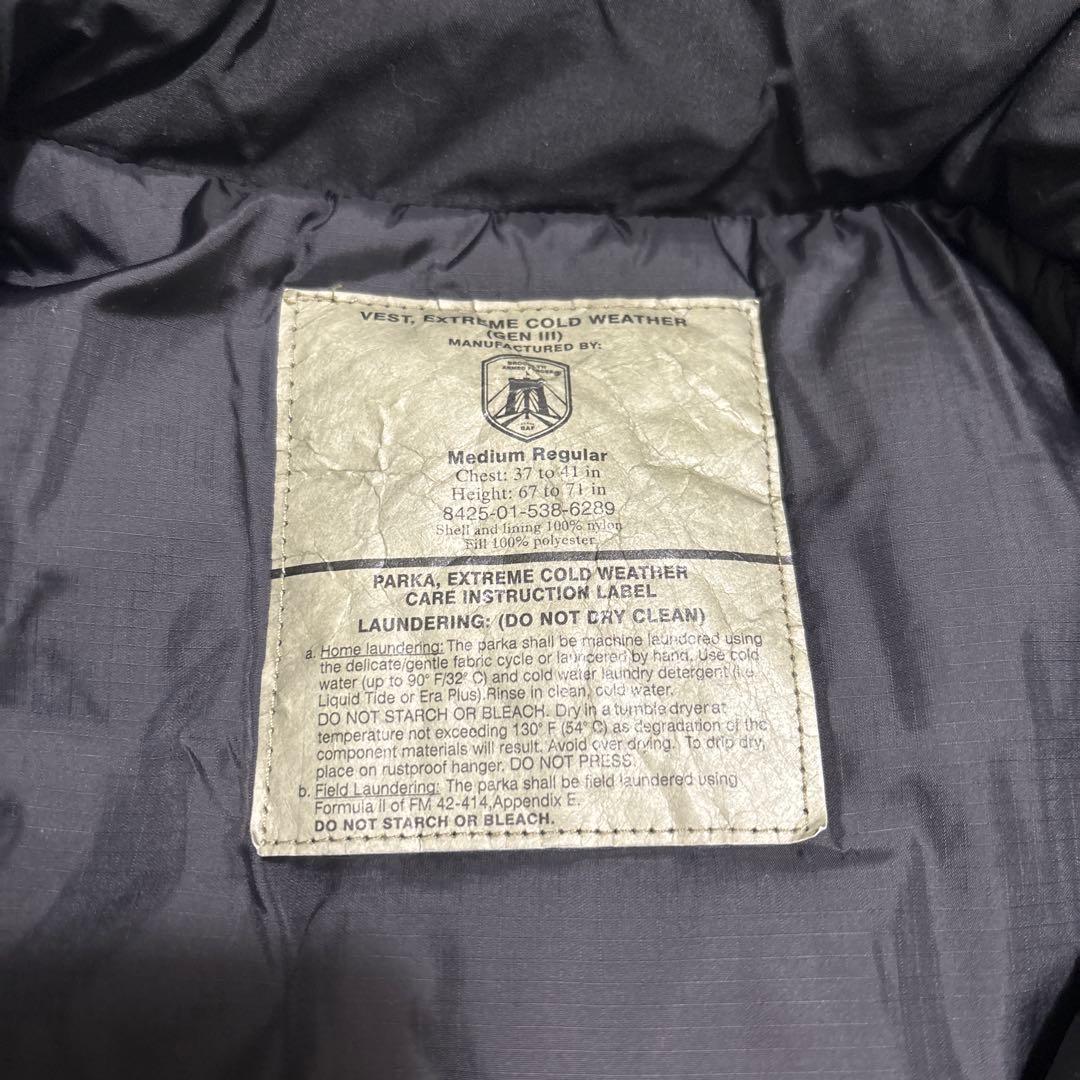 VEST, EXTREME COLD WEATHER
(GEN III)
MANUFACTURED BY:
BROOKLYN
ARMED FORCES
BAF
Medium Regular
Chest: 37 to 41 in
Height: 67 to 71 in
8425-01-538-6289
Shell and lining 100% nylon
Fill 100% polyester
PARKA, EXTREME COLD WEATHER
CARE INSTRUCTION LABEL
LAUNDERING: (DO NOT DRY CLEAN)
a. Home laundering: The parka shall be machine laundored using
the delicate/gentle fabric cycle or laundered by hand. Use cold
water (up to 90° F/32° C) and cold water laundry detergent (i.e.
Liquid Tide or Era Plus).Rinse in clean, cold water.
DO NOT STARCH OR BLEACH. Dry in a tumble dryer at
temperature not exceeding 130° F (54° C) as degradation of the
component materials will result. Avoid over drying. To drip dry,
place on rustproof hanger. DO NOT PRESS.
b. Field Laundering: The parka shall be field laundered using
Formula II of FM 42-414,Appendix E.
DO NOT STARCH OR BLEACH.